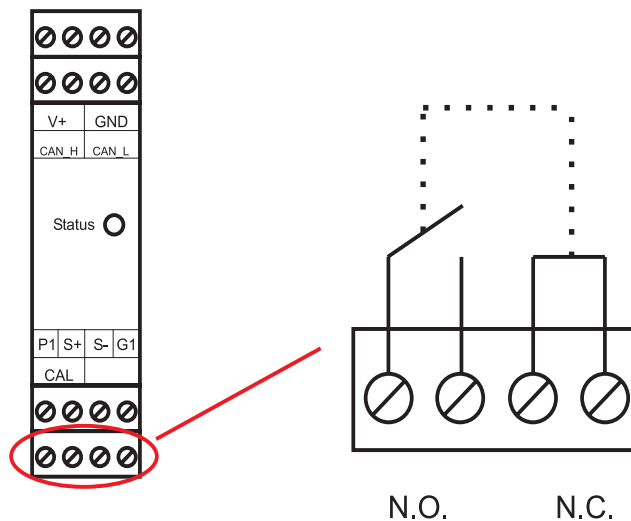 V+ GND
CAN_H CAN_L
Status
P1 S+ S- G1
CAL
N.O. N.C.